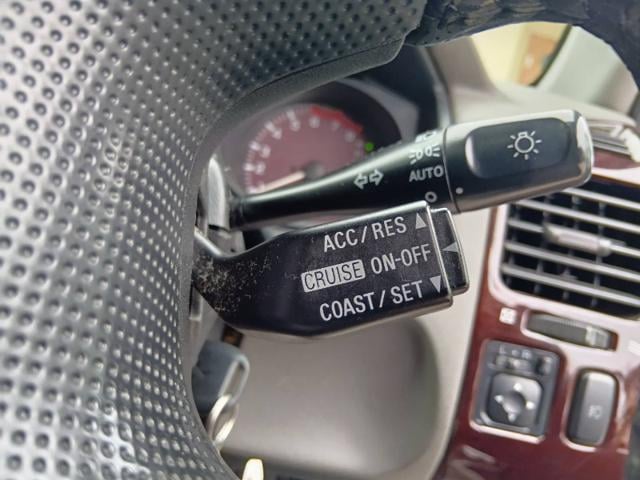 AUTO
ACC/RES
CRUISE ON-OFF
COAST/SET